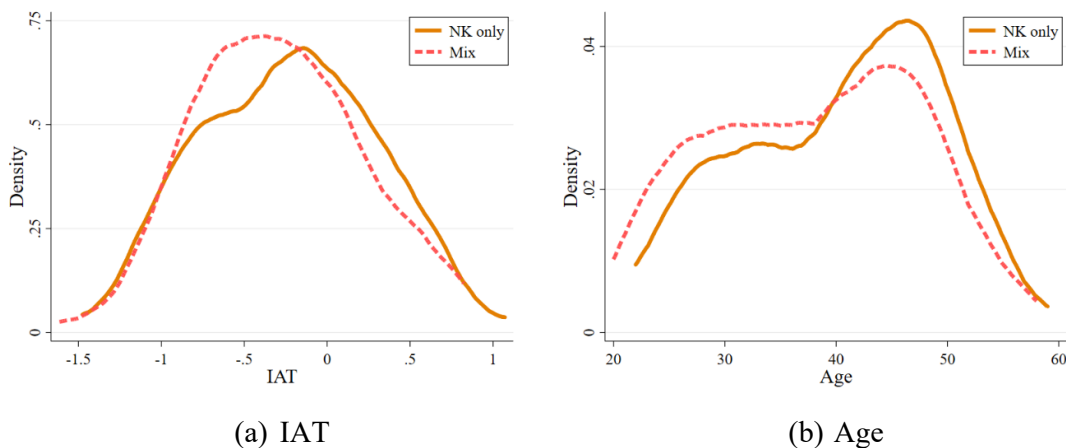 .75
.5
.25
0
Density
-1.5
-1
-.5
0
.5
1
IAT
NK only
Mix
(a) IAT
.04
.02
0
Density
20
30
40
50
60
Age
NK only
Mix
(b) Age